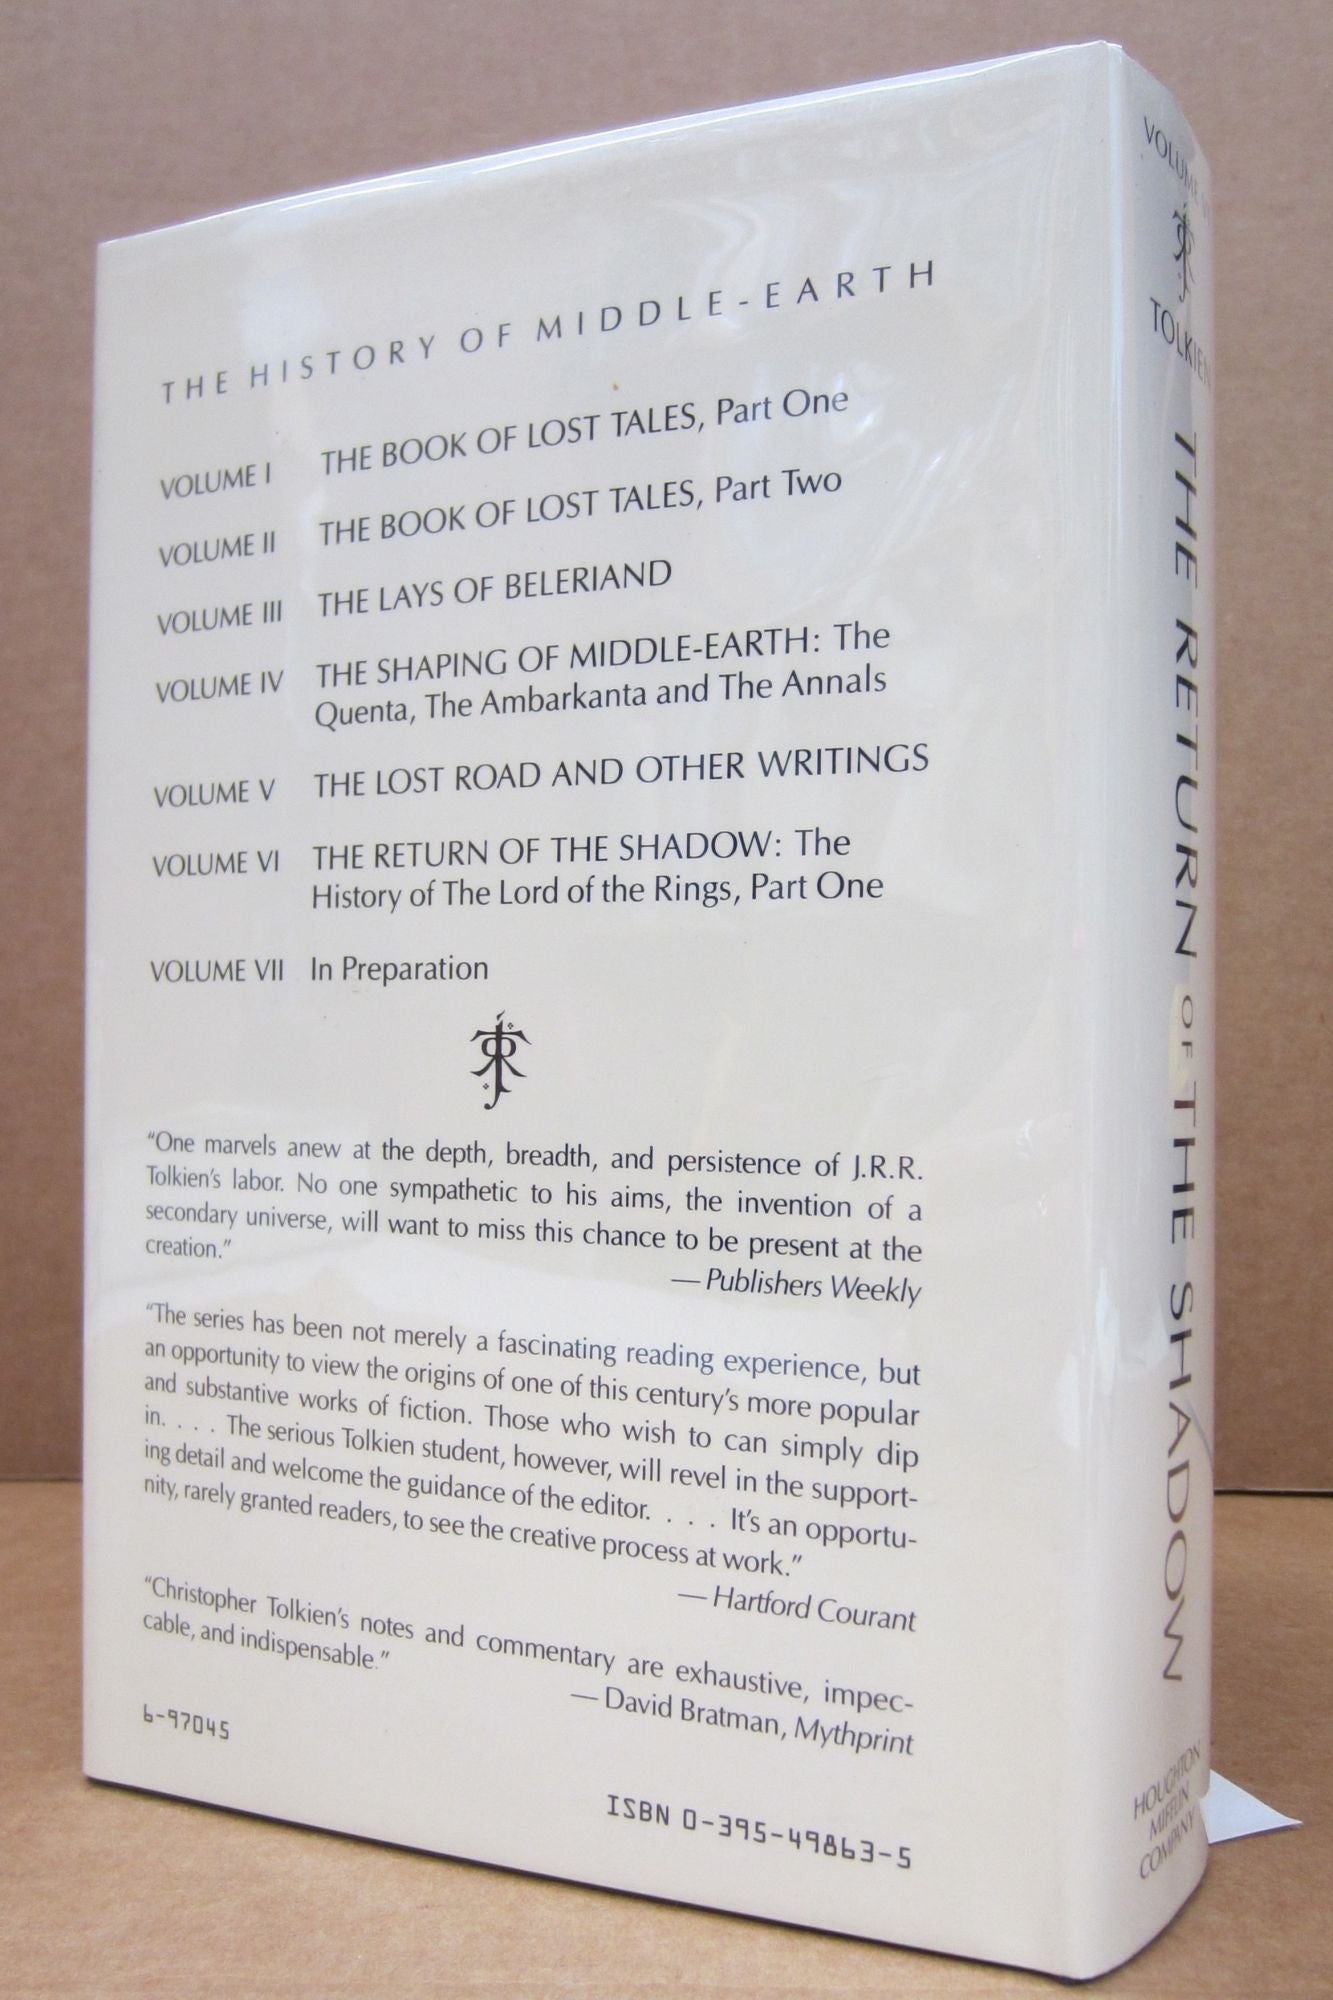 THE HISTORY OF MIDDLE-EARTH
VOLUME I THE BOOK OF LOST TALES, Part One
VOLUME II THE BOOK OF LOST TALES, Part Two
VOLUME III THE LAYS OF BELERIAND
VOLUME IV THE SHAPING OF MIDDLE-EARTH: The
Quenta, The Ambarkanta and The Annals
VOLUME V THE LOST ROAD AND OTHER WRITINGS
VOLUME VI THE RETURN OF THE SHADOW: The
History of The Lord of the Rings, Part One
VOLUME VII In Preparation
“One marvels anew at the depth, breadth, and persistence of J.R.R.
Tolkien’s labor. No one sympathetic to his aims, the invention of a
secondary universe, will want to miss this chance to be present at the
creation.”
—Publishers Weekly
“The series has been not merely a fascinating reading experience, but
an opportunity to view the origins of one of this century’s more popular
and substantive works of fiction. Those who wish to can simply dip
in. . . . The serious Tolkien student, however, will revel in the support-
ing detail and welcome the guidance of the editor. . . . It’s an opportu-
nity, rarely granted readers, to see the creative process at work.”
—Hartford Courant
“Christopher Tolkien’s notes and commentary are exhaustive, impec-
cable, and indispensable.”
—David Bratman, Mythprint
6-97045
ISBN 0-395-49863-5
VOLUME VI
TOLKIEN
THE RETURN OF THE SHADOW
HOUGHTON
MIFFLIN
COMPANY